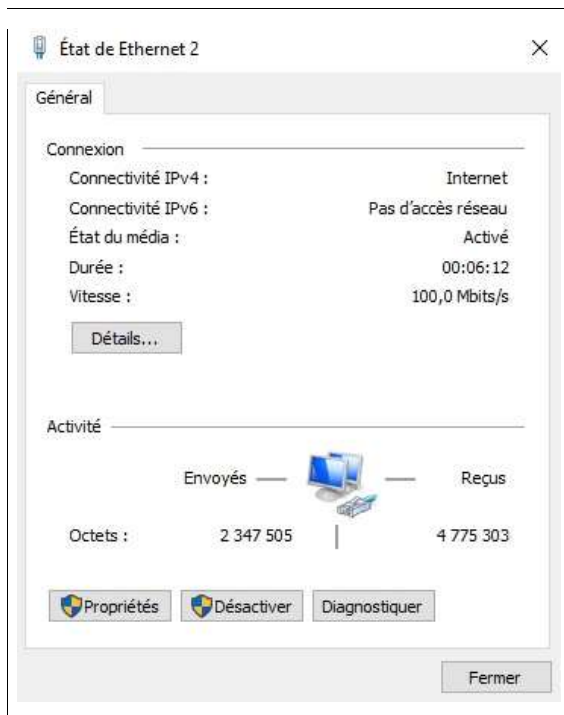 État de Ethernet 2
Général
Connexion
Connectivité IPv4 : Internet
Connectivité IPv6 : Pas d'accès réseau
État du média : Activé
Durée : 00:06:12
Vitesse : 100,0 Mbits/s
Détails...
Activité
Envoyés Reçus
Octets : 2 347 505 4 775 303
Propriétés Désactiver Diagnostiquer
Fermer